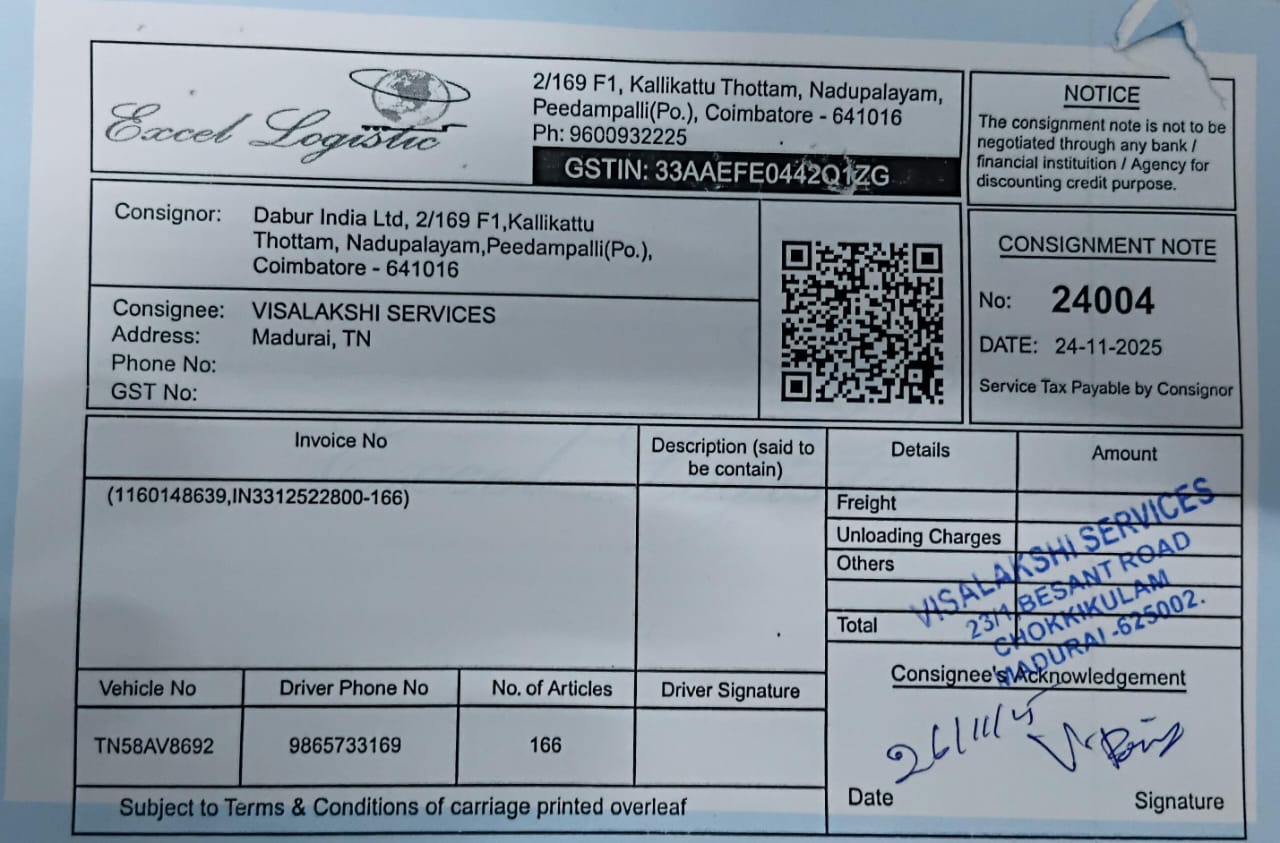 Excel Logistic
2/169 F1, Kallikattu Thottam, Nadupalayam,
Peedampalli(Po.), Coimbatore - 641016
Ph: 9600932225
GSTIN: 33AAEFE0442Q1ZG
NOTICE
The consignment note is not to be
negotiated through any bank /
financial instituition / Agency for
discounting credit purpose.
Consignor: Dabur India Ltd, 2/169 F1,Kallikattu
Thottam, Nadupalayam,Peedampalli(Po.),
Coimbatore - 641016
Consignee: VISALAKSHI SERVICES
Address: Madurai, TN
Phone No:
GST No:
CONSIGNMENT NOTE
No: 24004
DATE: 24-11-2025
Service Tax Payable by Consignor
Invoice No
Description (said to
be contain)
Details
Amount
(1160148639,IN3312522800-166)
Freight
Unloading Charges
Others
Total
VISALAKSHI SERVICES
23/1, BESANT ROAD
CHOKKIKULAM
MADURAI -625002.
Vehicle No
Driver Phone No
No. of Articles
Driver Signature
TN58AV8692
9865733169
166
Consignee's Acknowledgement
26/11/
Date
Signature
Subject to Terms & Conditions of carriage printed overleaf